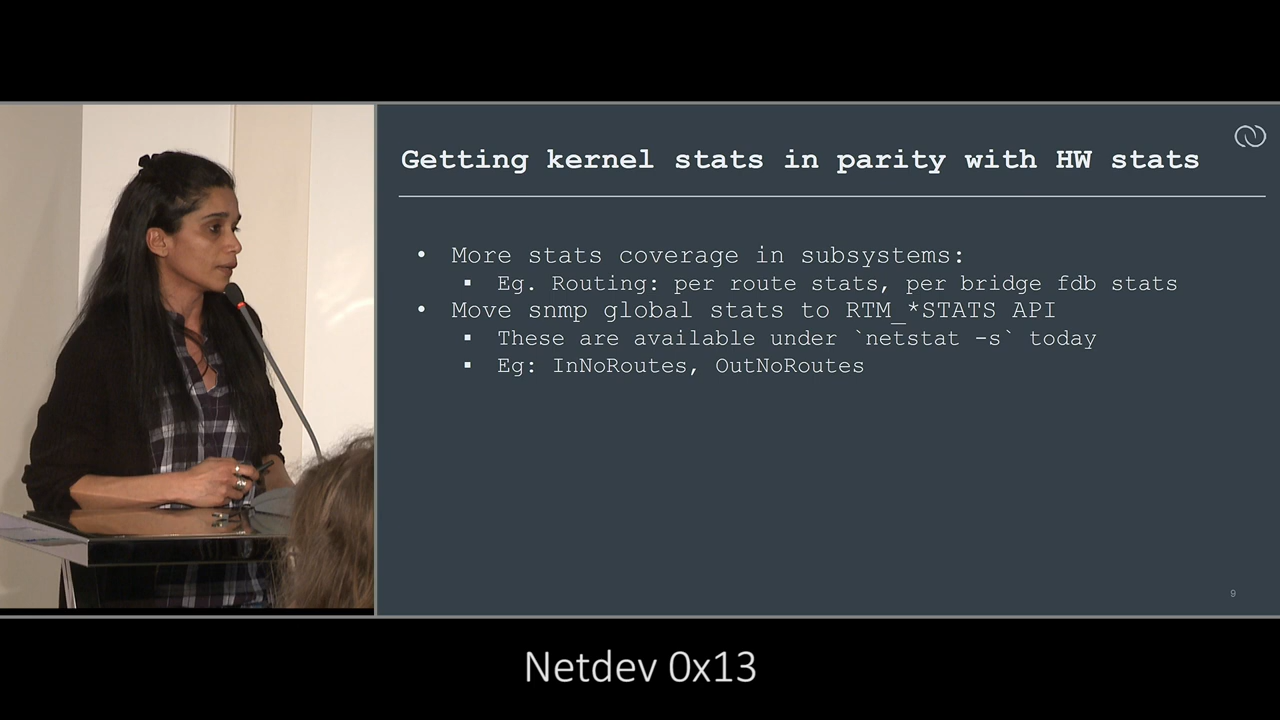 Getting kernel stats in parity with HW stats
• More stats coverage in subsystems:
▪ Eg. Routing: per route stats, per bridge fdb stats
• Move snmp global stats to RTM_*STATS API
▪ These are available under `netstat -s` today
▪ Eg: InNoRoutes, OutNoRoutes
9
Netdev 0x13